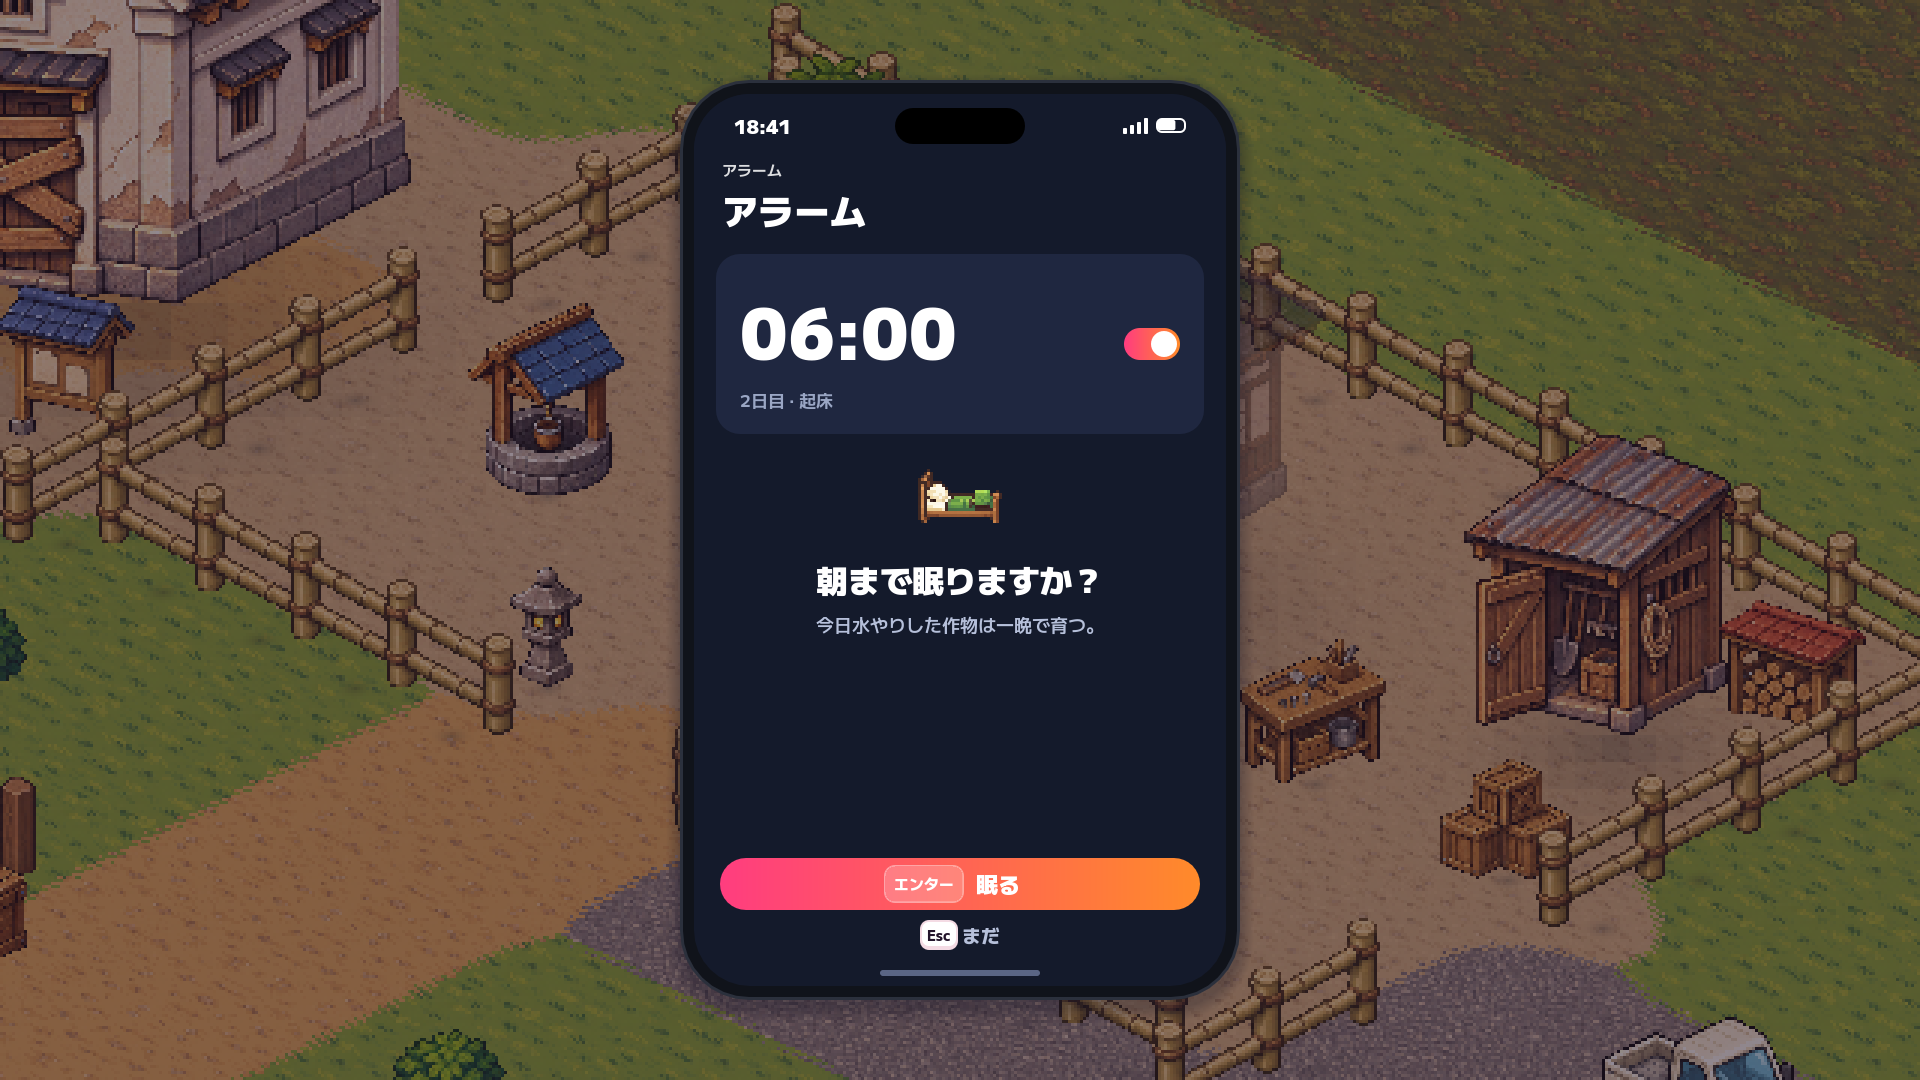 18:41
アラーム
アラーム
06:00
2日目 · 起床
朝まで眠りますか？
今日水やりした作物は一晩で育つ。
エンター 眠る
Esc まだ